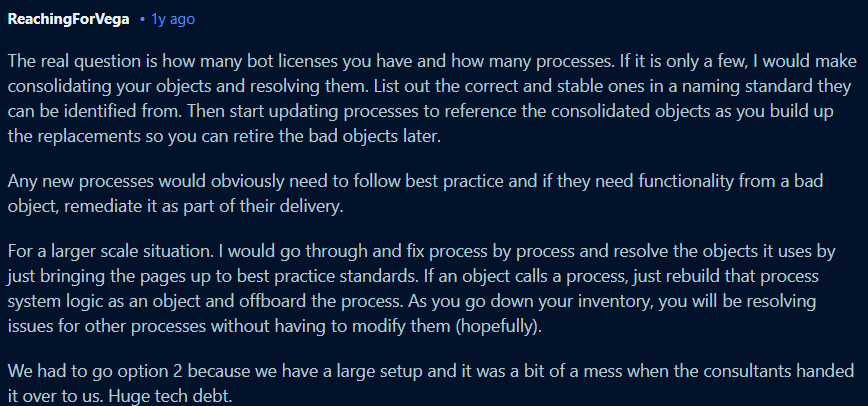 ReachingForVega • 1y ago
The real question is how many bot licenses you have and how many processes. If it is only a few, I would make
consolidating your objects and resolving them. List out the correct and stable ones in a naming standard they
can be identified from. Then start updating processes to reference the consolidated objects as you build up
the replacements so you can retire the bad objects later.
Any new processes would obviously need to follow best practice and if they need functionality from a bad
object, remediate it as part of their delivery.
For a larger scale situation. I would go through and fix process by process and resolve the objects it uses by
just bringing the pages up to best practice standards. If an object calls a process, just rebuild that process
system logic as an object and offboard the process. As you go down your inventory, you will be resolving
issues for other processes without having to modify them (hopefully).
We had to go option 2 because we have a large setup and it was a bit of a mess when the consultants handed
it over to us. Huge tech debt.